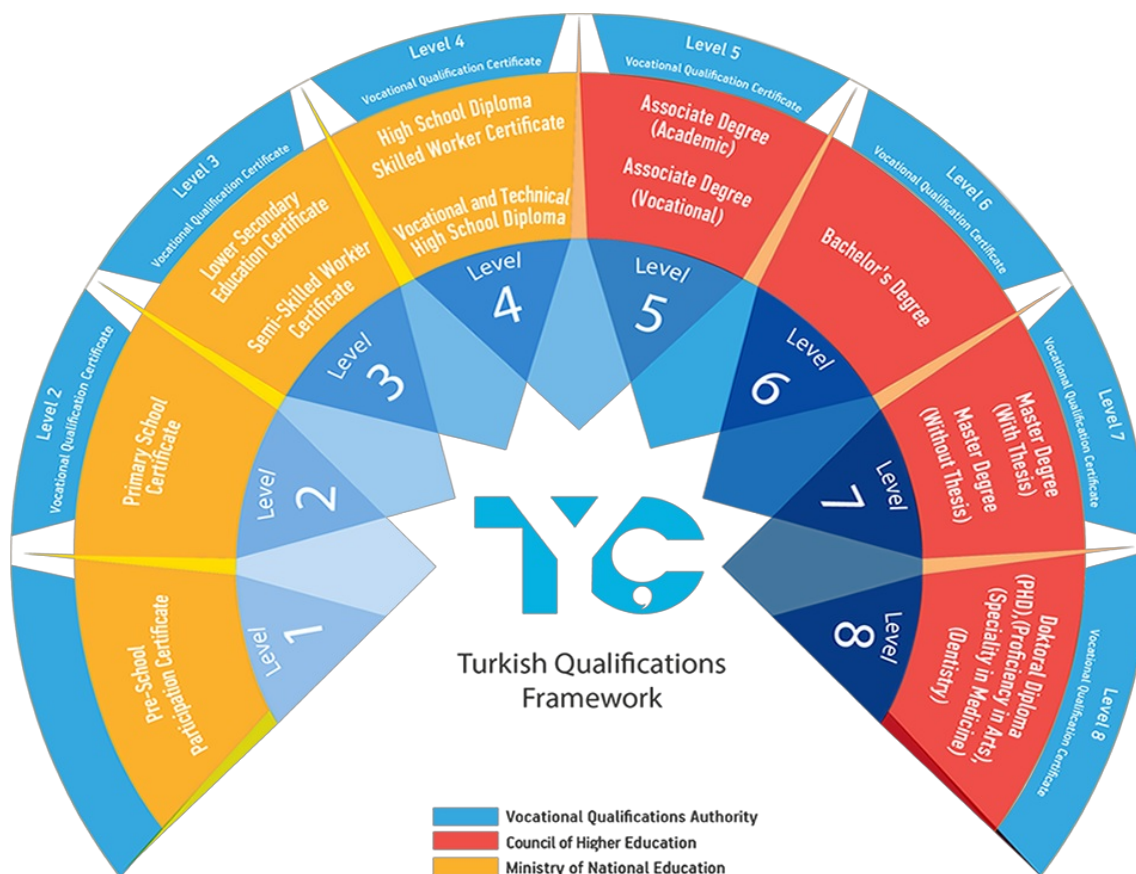 Level 2
Vocational Qualification Certificate
Level 3
Vocational Qualification Certificate
Level 4
Vocational Qualification Certificate
Level 5
Vocational Qualification Certificate
Level 6
Vocational Qualification Certificate
Level 7
Vocational Qualification Certificate
Level 8
Vocational Qualification Certificate
Pre-School
Participation Certificate
Primary School
Certificate
Lower Secondary
Education Certificate
Semi-Skilled Worker
Certificate
High School Diploma
Skilled Worker Certificate
Vocational and Technical
High School Diploma
Associate Degree
(Academic)
Associate Degree
(Vocational)
Bachelor's Degree
Master Degree
(With Thesis)
Master Degree
(Without Thesis)
Doktoral Diploma
(PHD),(Proficiency in Arts),
(Speciality in Medicine)
(Dentistry)
Level
1
Level
2
Level
3
Level
4
Level
5
Level
6
Level
7
Level
8
TYÇ
Turkish Qualifications
Framework
Vocational Qualifications Authority
Council of Higher Education
Ministry of National Education